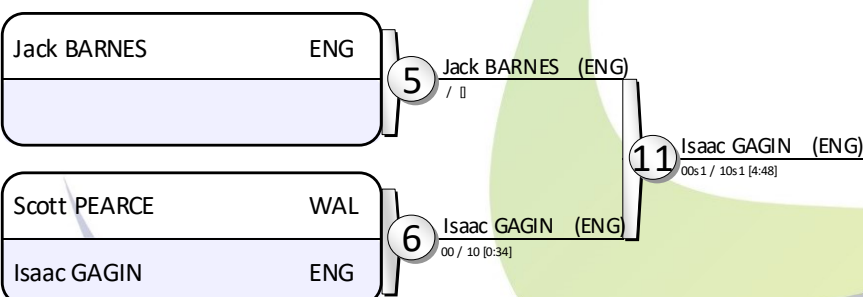 Jack BARNES ENG
5 Jack BARNES (ENG)
/ []
11 Isaac GAGIN (ENG)
00s1 / 10s1 [4:48]
Scott PEARCE WAL
6 Isaac GAGIN (ENG)
00 / 10 [0:34]
Isaac GAGIN ENG